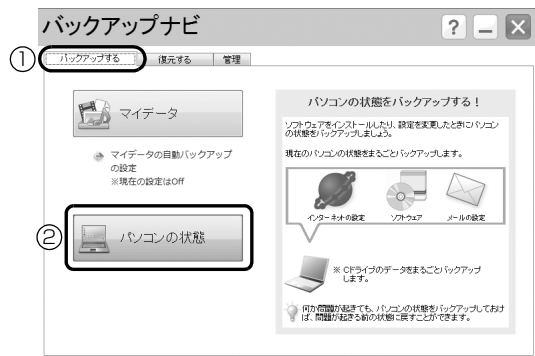 バックアップナビ
? － ×
① バックアップする 復元する 管理
マイデータ
マイデータの自動バックアップ
の設定
※現在の設定はOff
② パソコンの状態
パソコンの状態をバックアップする！
ソフトウェアをインストールしたり、設定を変更したときにパソコン
の状態をバックアップしましょう。
現在のパソコンの状態をまるごとバックアップします。
インターネットの設定 ソフトウェア メールの設定
※ Cドライブのデータをまるごとバックアップ
します。
何か問題が起きても、パソコンの状態をバックアップしておけ
ば、問題が起きる前の状態に戻すことができます。